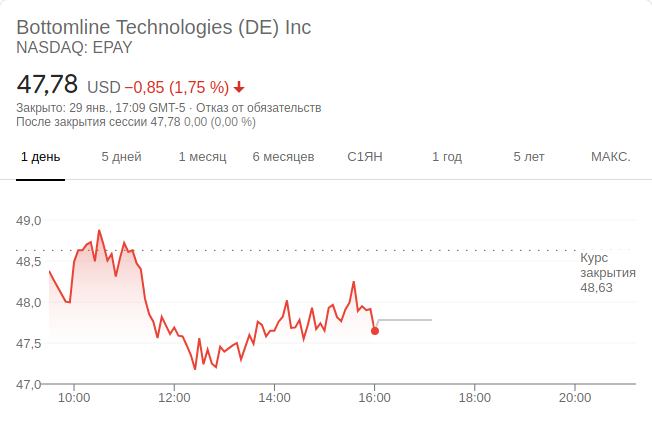 Bottomline Technologies (DE) Inc
NASDAQ: EPAY
47,78 USD −0,85 (1,75 %)
Закрыто: 29 янв., 17:09 GMT-5 · Отказ от обязательств
После закрытия сессии 47,78 0,00 (0,00 %)
1 день 5 дней 1 месяц 6 месяцев С1ЯН 1 год 5 лет МАКС.
49,0
48,5
48,0
47,5
47,0
Курс
закрытия
48,63
10:00 12:00 14:00 16:00 18:00 20:00